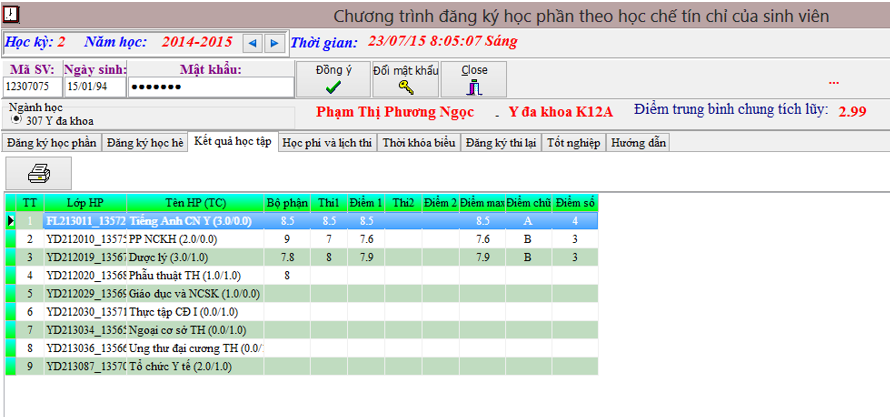 Chương trình đăng ký học phần theo học chế tín chỉ của sinh viên
Học kỳ: 2 Năm học: 2014-2015 Thời gian: 23/07/15 8:05:07 Sáng
Mã SV: Ngày sinh: Mật khẩu: Đồng ý Đổi mật khẩu Close
12307075 15/01/94 ●●●●●●● ...
Ngành học
307 Y đa khoa Phạm Thị Phương Ngọc - Y đa khoa K12A Điểm trung bình chung tích lũy: 2.99
Đăng ký học phần Đăng ký học hè Kết quả học tập Học phí và lịch thi Thời khóa biểu Đăng ký thi lại Tốt nghiệp Hướng dẫn
TT Lớp HP Tên HP (TC) Bộ phận Thi1 Điểm 1 Thi2 Điểm 2 Điểm max Điểm chữ Điểm số
1 FL213011_13572 Tiếng Anh CN Y (3.0/0.0) 8.5 8.5 8.5 8.5 A 4
2 YD212010_13575 PP NCKH (2.0/0.0) 9 7 7.6 7.6 B 3
3 YD212019_13567 Dược lý (3.0/1.0) 7.8 8 7.9 7.9 B 3
4 YD212020_13568 Phẫu thuật TH (1.0/1.0) 8
5 YD212029_13569 Giáo dục và NCSK (1.0/0.0)
6 YD212030_13571 Thực tập CĐ I (0.0/1.0)
7 YD213034_13565 Ngoại cơ sở TH (0.0/1.0)
8 YD213036_13566 Ung thư đại cương TH (0.0/
9 YD213087_13570 Tổ chức Y tế (2.0/1.0)